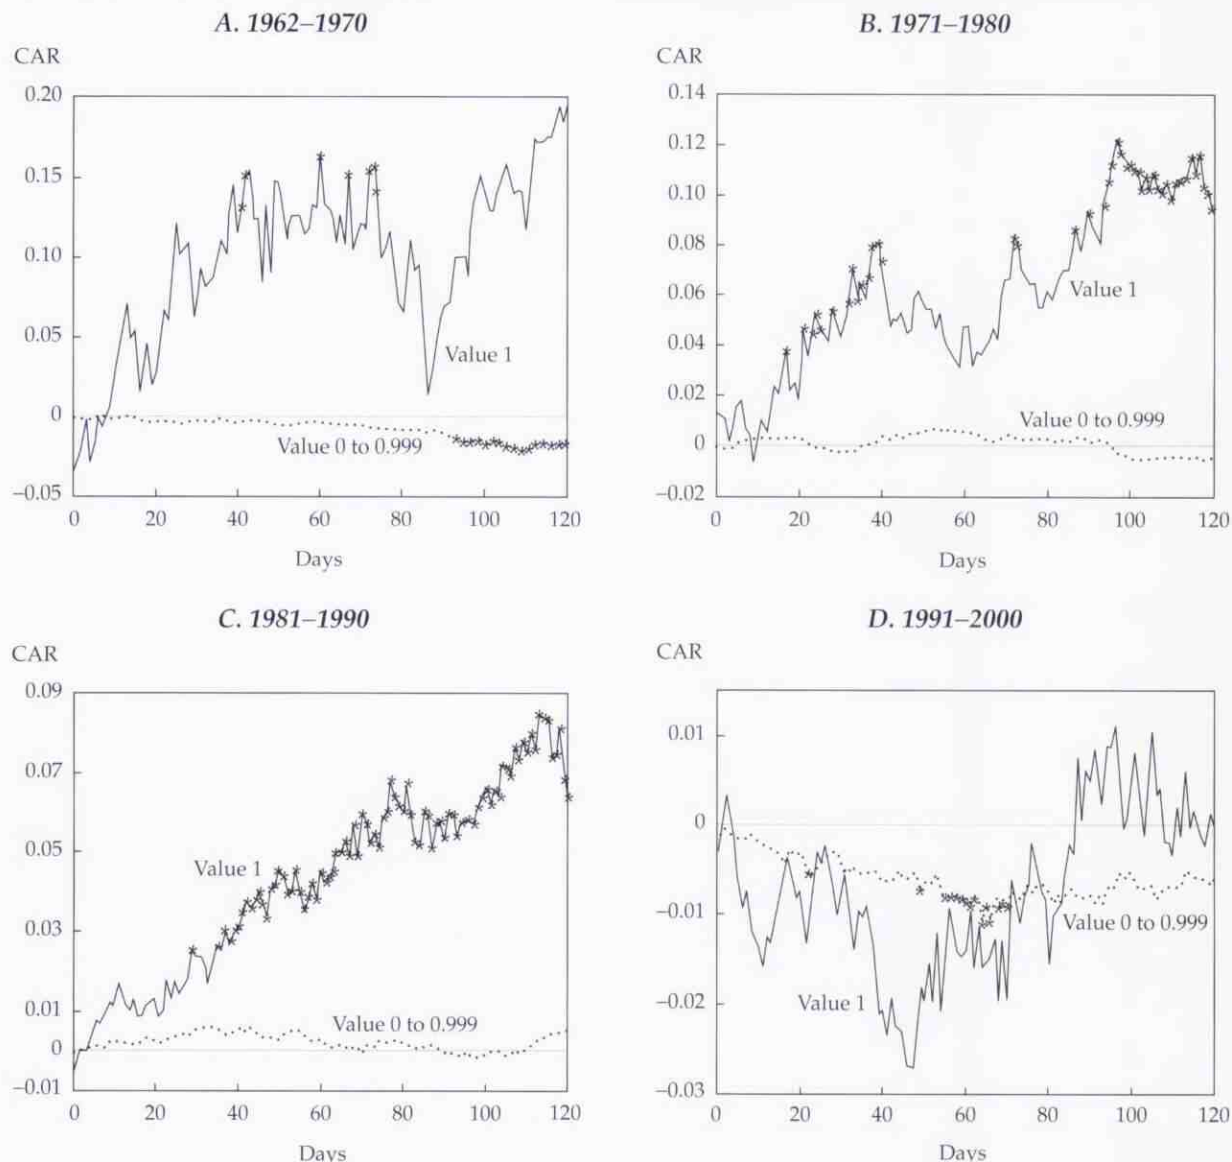 A. 1962–1970
CAR
0.20
0.15
0.10
0.05
0
−0.05
Value 1
Value 0 to 0.999
0 20 40 60 80 100 120
Days
B. 1971–1980
CAR
0.14
0.12
0.10
0.08
0.06
0.04
0.02
0
−0.02
Value 1
Value 0 to 0.999
0 20 40 60 80 100 120
Days
C. 1981–1990
CAR
0.09
0.07
0.05
0.03
0.01
0
−0.01
Value 1
Value 0 to 0.999
0 20 40 60 80 100 120
Days
D. 1991–2000
CAR
0.01
0
−0.01
−0.02
−0.03
Value 0 to 0.999
Value 1
0 20 40 60 80 100 120
Days